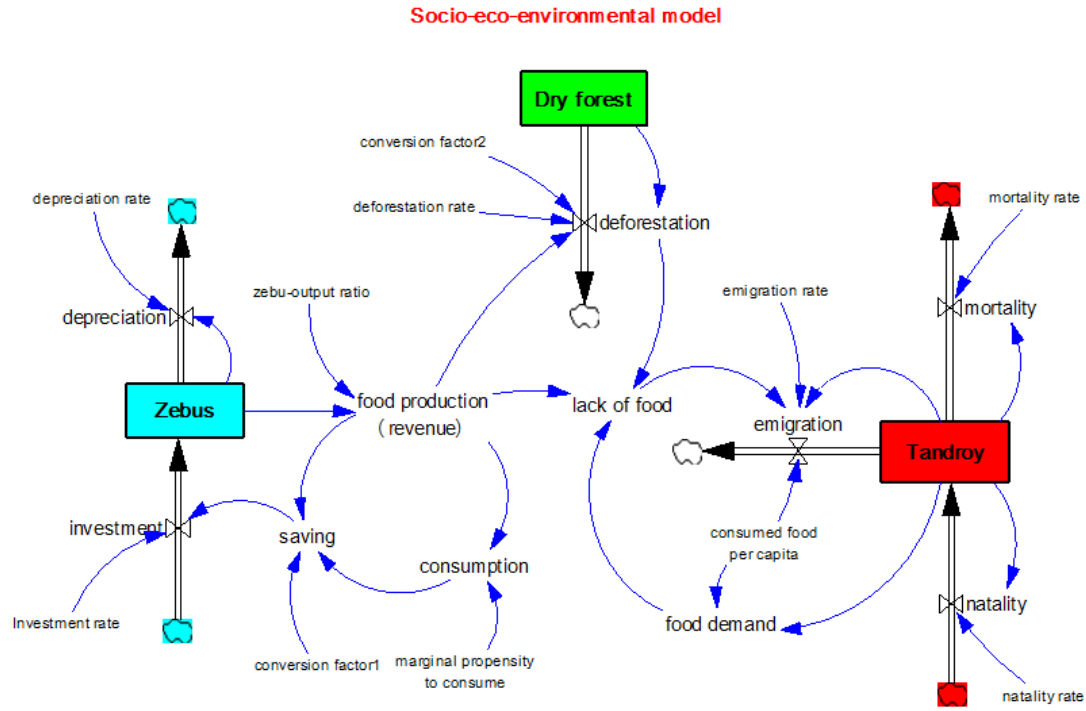 Socio-eco-environmental model
Dry forest
conversion factor2
depreciation rate
mortality rate
deforestation rate
deforestation
zebu-output ratio
emigration rate
depreciation
mortality
Zebus
food production
( revenue)
lack of food
emigration
Tandroy
investment
saving
consumed food
per capita
consumption
natality
Investment rate
food demand
conversion factor1
marginal propensity
to consume
natality rate